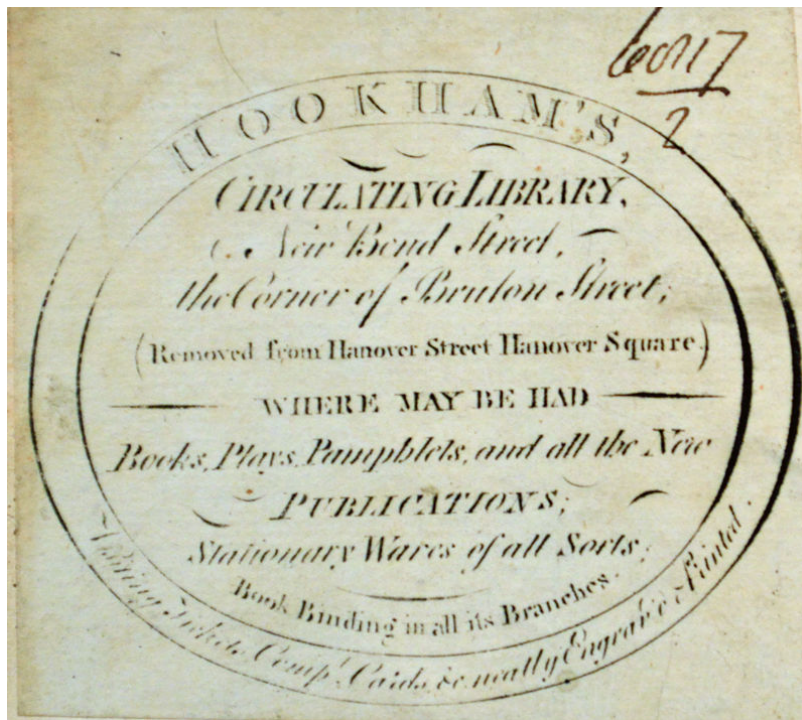 HOOKHAM'S,
CIRCULATING LIBRARY,
New Bond Street,
the Corner of Bruton Street;
(Removed from Hanover Street Hanover Square.)
WHERE MAY BE HAD
Books, Plays, Pamphlets, and all the New
PUBLICATIONS;
Stationary Wares of all Sorts;
Book Binding in all its Branches.
Visiting Tickets, Compt. Cards, &c. neatly Engrav'd & Printed.
2